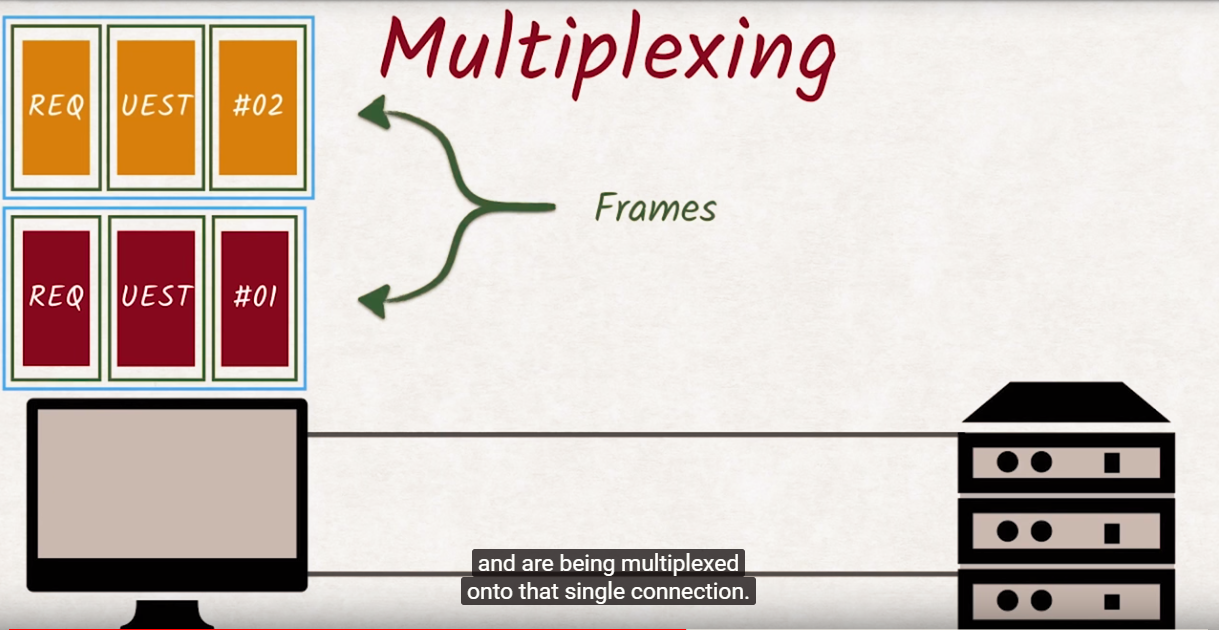 Multiplexing
REQ UEST #02
Frames
REQ UEST #01
and are being multiplexed
onto that single connection.